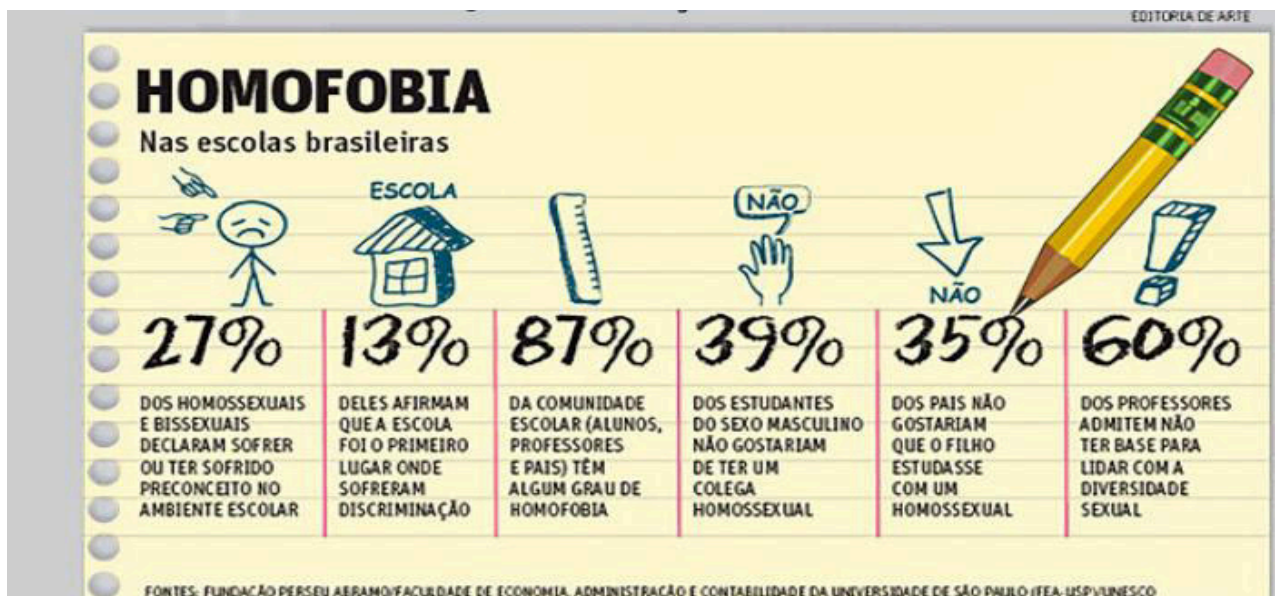 EDITORIA DE ARTE
HOMOFOBIA
Nas escolas brasileiras
ESCOLA
NÃO
NÃO
27%
DOS HOMOSSEXUAIS
E BISSEXUAIS
DECLARAM SOFRER
OU TER SOFRIDO
PRECONCEITO NO
AMBIENTE ESCOLAR
13%
DELES AFIRMAM
QUE A ESCOLA
FOI O PRIMEIRO
LUGAR ONDE
SOFRERAM
DISCRIMINAÇÃO
87%
DA COMUNIDADE
ESCOLAR (ALUNOS,
PROFESSORES
E PAIS) TÊM
ALGUM GRAU DE
HOMOFOBIA
39%
DOS ESTUDANTES
DO SEXO MASCULINO
NÃO GOSTARIAM
DE TER UM
COLEGA
HOMOSSEXUAL
35%
DOS PAIS NÃO
GOSTARIAM
QUE O FILHO
ESTUDASSE
COM UM
HOMOSSEXUAL
60%
DOS PROFESSORES
ADMITEM NÃO
TER BASE PARA
LIDAR COM A
DIVERSIDADE
SEXUAL
FONTES: FUNDAÇÃO PERSEU ABRAMO/FACULDADE DE ECONOMIA, ADMINISTRAÇÃO E CONTABILIDADE DA UNIVERSIDADE DE SÃO PAULO (FEA-USP)/UNESCO